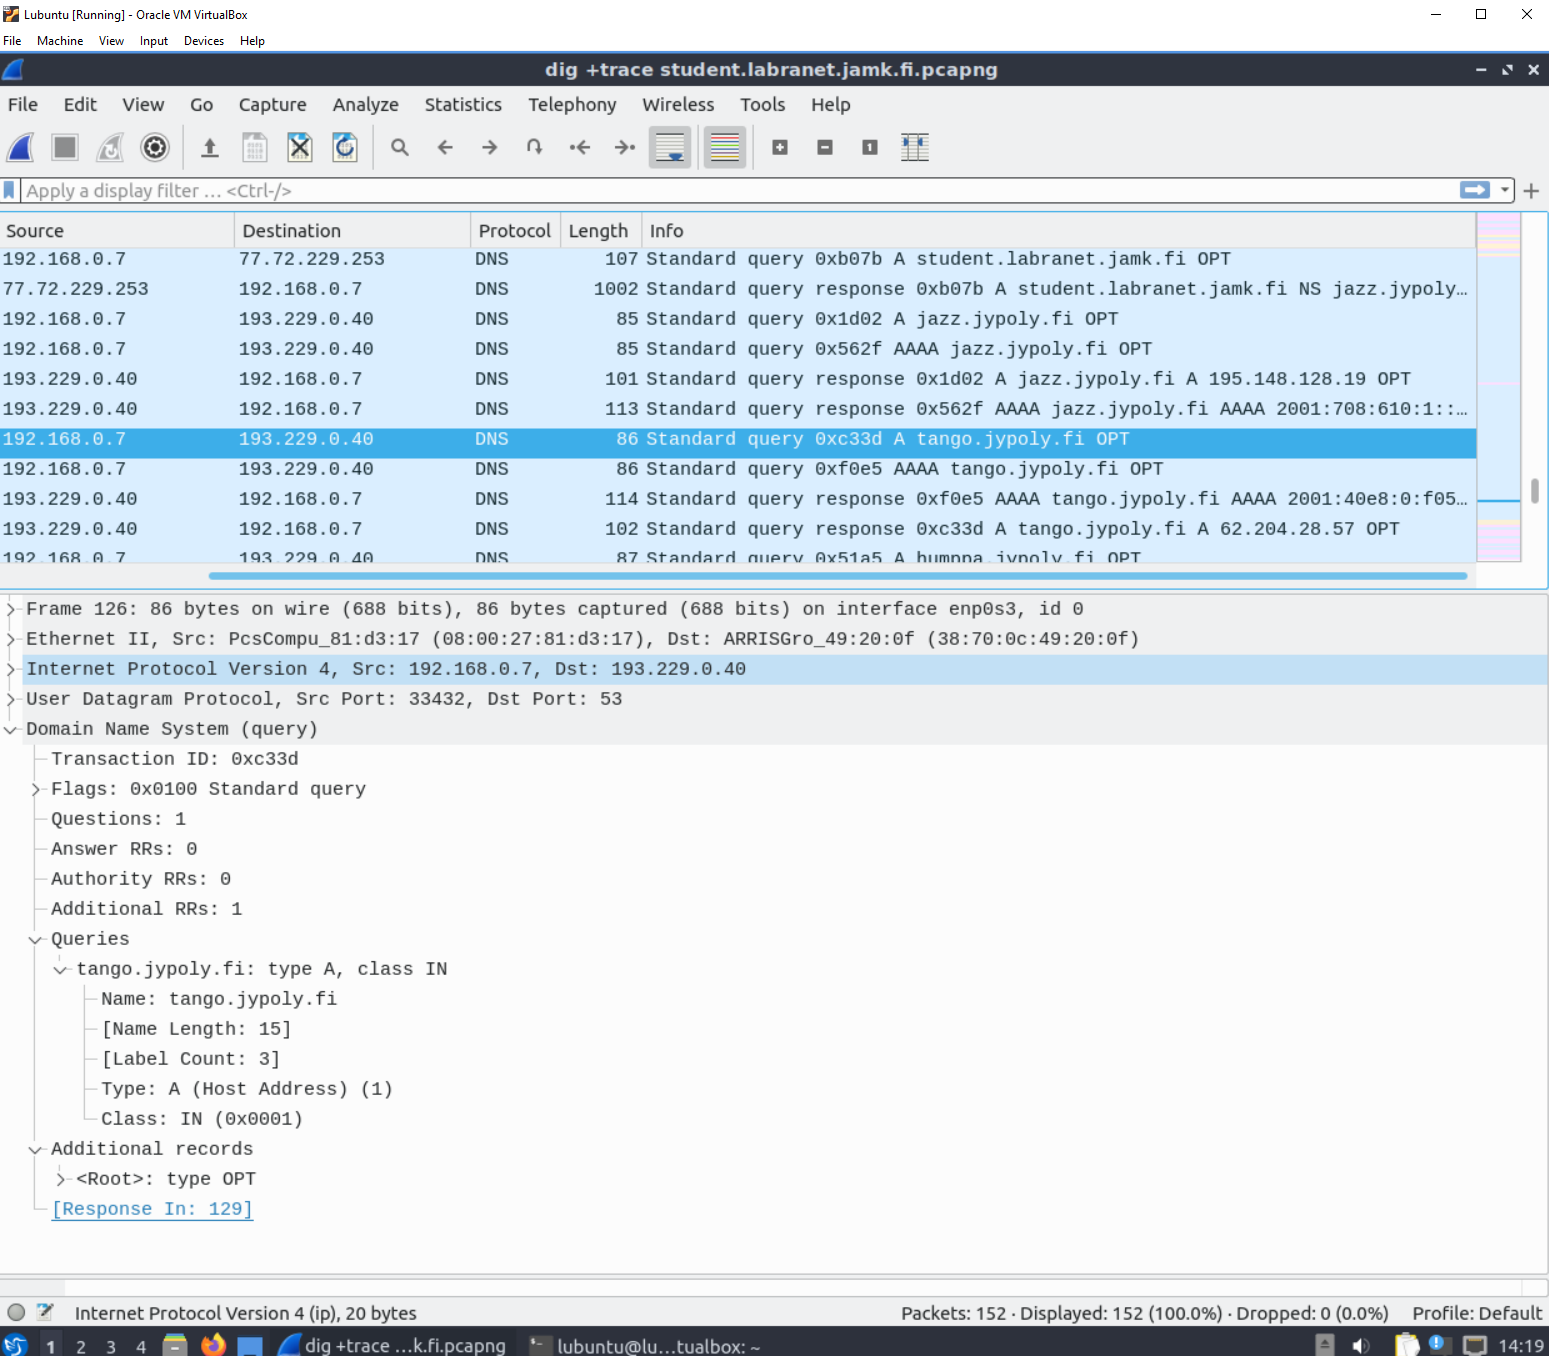 Lubuntu [Running] - Oracle VM VirtualBox
File Machine View Input Devices Help
dig +trace student.labranet.jamk.fi.pcapng
File Edit View Go Capture Analyze Statistics Telephony Wireless Tools Help
Apply a display filter … <Ctrl-/>
Source Destination Protocol Length Info
192.168.0.7 77.72.229.253 DNS 107 Standard query 0xb07b A student.labranet.jamk.fi OPT
77.72.229.253 192.168.0.7 DNS 1002 Standard query response 0xb07b A student.labranet.jamk.fi NS jazz.jypoly…
192.168.0.7 193.229.0.40 DNS 85 Standard query 0x1d02 A jazz.jypoly.fi OPT
192.168.0.7 193.229.0.40 DNS 85 Standard query 0x562f AAAA jazz.jypoly.fi OPT
193.229.0.40 192.168.0.7 DNS 101 Standard query response 0x1d02 A jazz.jypoly.fi A 195.148.128.19 OPT
193.229.0.40 192.168.0.7 DNS 113 Standard query response 0x562f AAAA jazz.jypoly.fi AAAA 2001:708:610:1::…
192.168.0.7 193.229.0.40 DNS 86 Standard query 0xc33d A tango.jypoly.fi OPT
192.168.0.7 193.229.0.40 DNS 86 Standard query 0xf0e5 AAAA tango.jypoly.fi OPT
193.229.0.40 192.168.0.7 DNS 114 Standard query response 0xf0e5 AAAA tango.jypoly.fi AAAA 2001:40e8:0:f05…
193.229.0.40 192.168.0.7 DNS 102 Standard query response 0xc33d A tango.jypoly.fi A 62.204.28.57 OPT
192.168.0.7 193.229.0.40 DNS 87 Standard query 0x51a5 A humppa.jypoly.fi OPT
Frame 126: 86 bytes on wire (688 bits), 86 bytes captured (688 bits) on interface enp0s3, id 0
Ethernet II, Src: PcsCompu_81:d3:17 (08:00:27:81:d3:17), Dst: ARRISGro_49:20:0f (38:70:0c:49:20:0f)
Internet Protocol Version 4, Src: 192.168.0.7, Dst: 193.229.0.40
User Datagram Protocol, Src Port: 33432, Dst Port: 53
Domain Name System (query)
Transaction ID: 0xc33d
Flags: 0x0100 Standard query
Questions: 1
Answer RRs: 0
Authority RRs: 0
Additional RRs: 1
Queries
tango.jypoly.fi: type A, class IN
Name: tango.jypoly.fi
[Name Length: 15]
[Label Count: 3]
Type: A (Host Address) (1)
Class: IN (0x0001)
Additional records
<Root>: type OPT
[Response In: 129]
Internet Protocol Version 4 (ip), 20 bytes Packets: 152 · Displayed: 152 (100.0%) · Dropped: 0 (0.0%) Profile: Default
1 2 3 4 dig +trace …k.fi.pcapng lubuntu@lu…tualbox: ~ 14:19